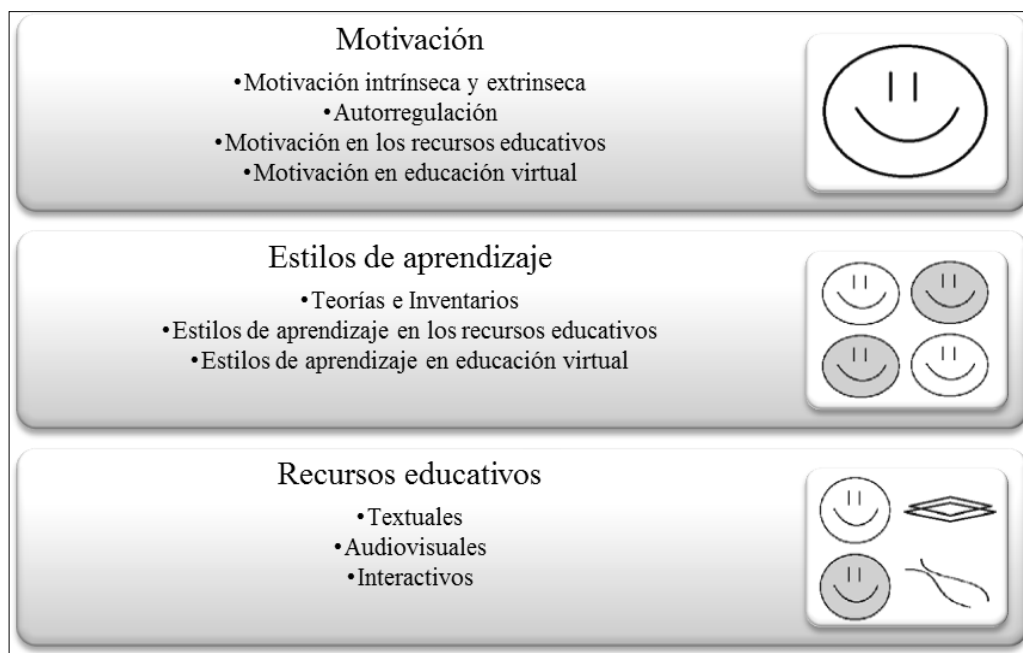 Motivación
•Motivación intrínseca y extrinseca
•Autorregulación
•Motivación en los recursos educativos
•Motivación en educación virtual
Estilos de aprendizaje
•Teorías e Inventarios
•Estilos de aprendizaje en los recursos educativos
•Estilos de aprendizaje en educación virtual
Recursos educativos
•Textuales
•Audiovisuales
•Interactivos